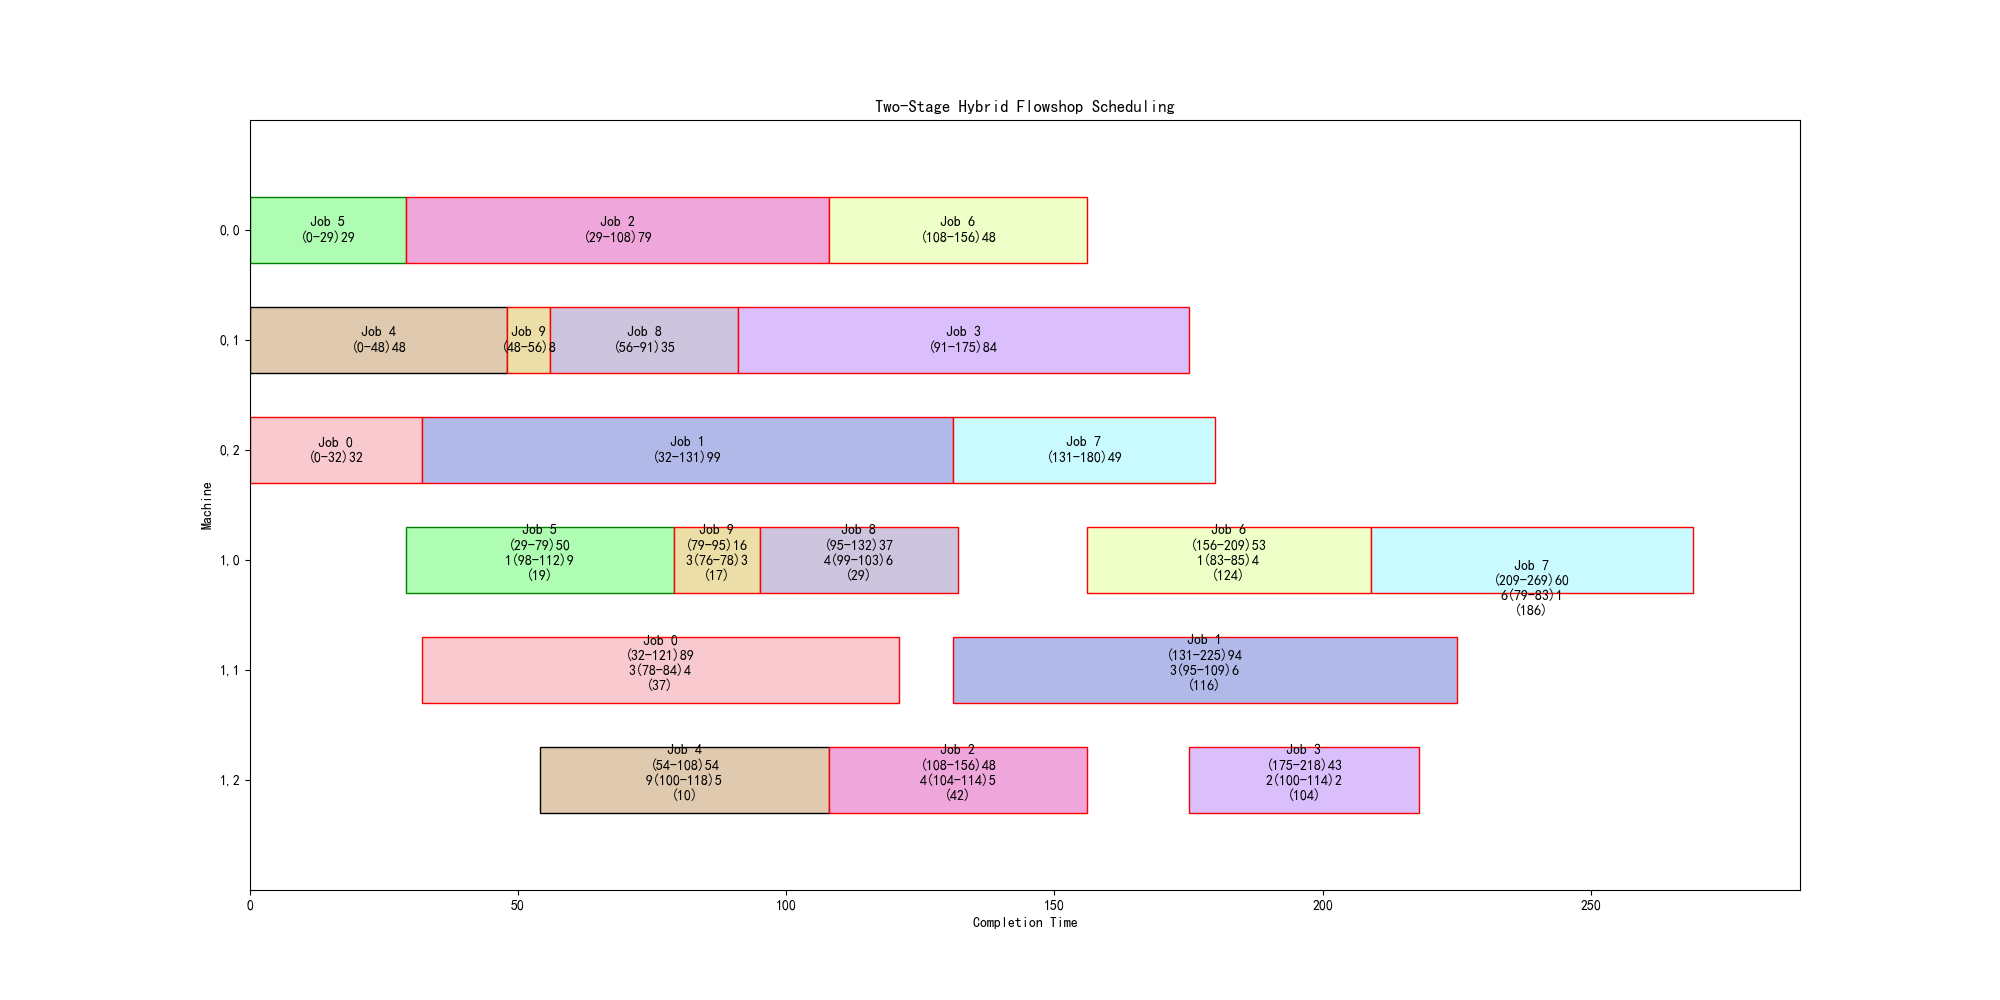 Two-Stage Hybrid Flowshop Scheduling
Machine
0,0
Job 5
(0-29)29
Job 2
(29-108)79
Job 6
(108-156)48
0,1
Job 4
(0-48)48
Job 9
(48-56)8
Job 8
(56-91)35
Job 3
(91-175)84
0,2
Job 0
(0-32)32
Job 1
(32-131)99
Job 7
(131-180)49
1,0
Job 5
(29-79)50
1(98-112)9
(19)
Job 9
(79-95)16
3(76-78)3
(17)
Job 8
(95-132)37
4(99-103)6
(29)
Job 6
(156-209)53
1(83-85)4
(124)
Job 7
(209-269)60
6(79-83)1
(186)
1,1
Job 0
(32-121)89
3(78-84)4
(37)
Job 1
(131-225)94
3(95-109)6
(116)
1,2
Job 4
(54-108)54
9(100-118)5
(10)
Job 2
(108-156)48
4(104-114)5
(42)
Job 3
(175-218)43
2(100-114)2
(104)
0
50
100
150
200
250
Completion Time